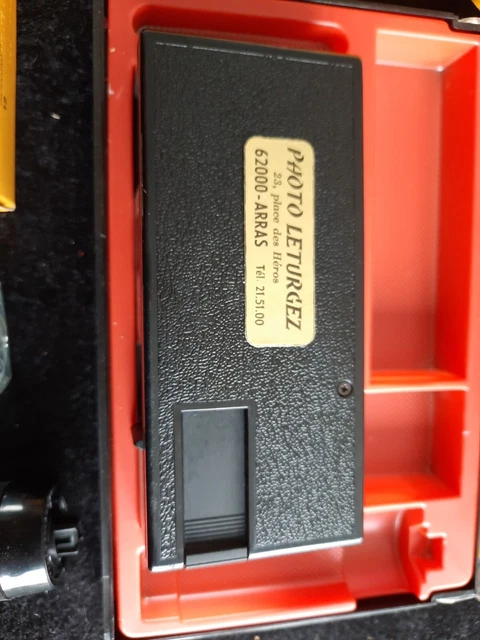 PHOTO LETURGEZ
23, place des Héros
62000-ARRAS Tél. 21.51.00